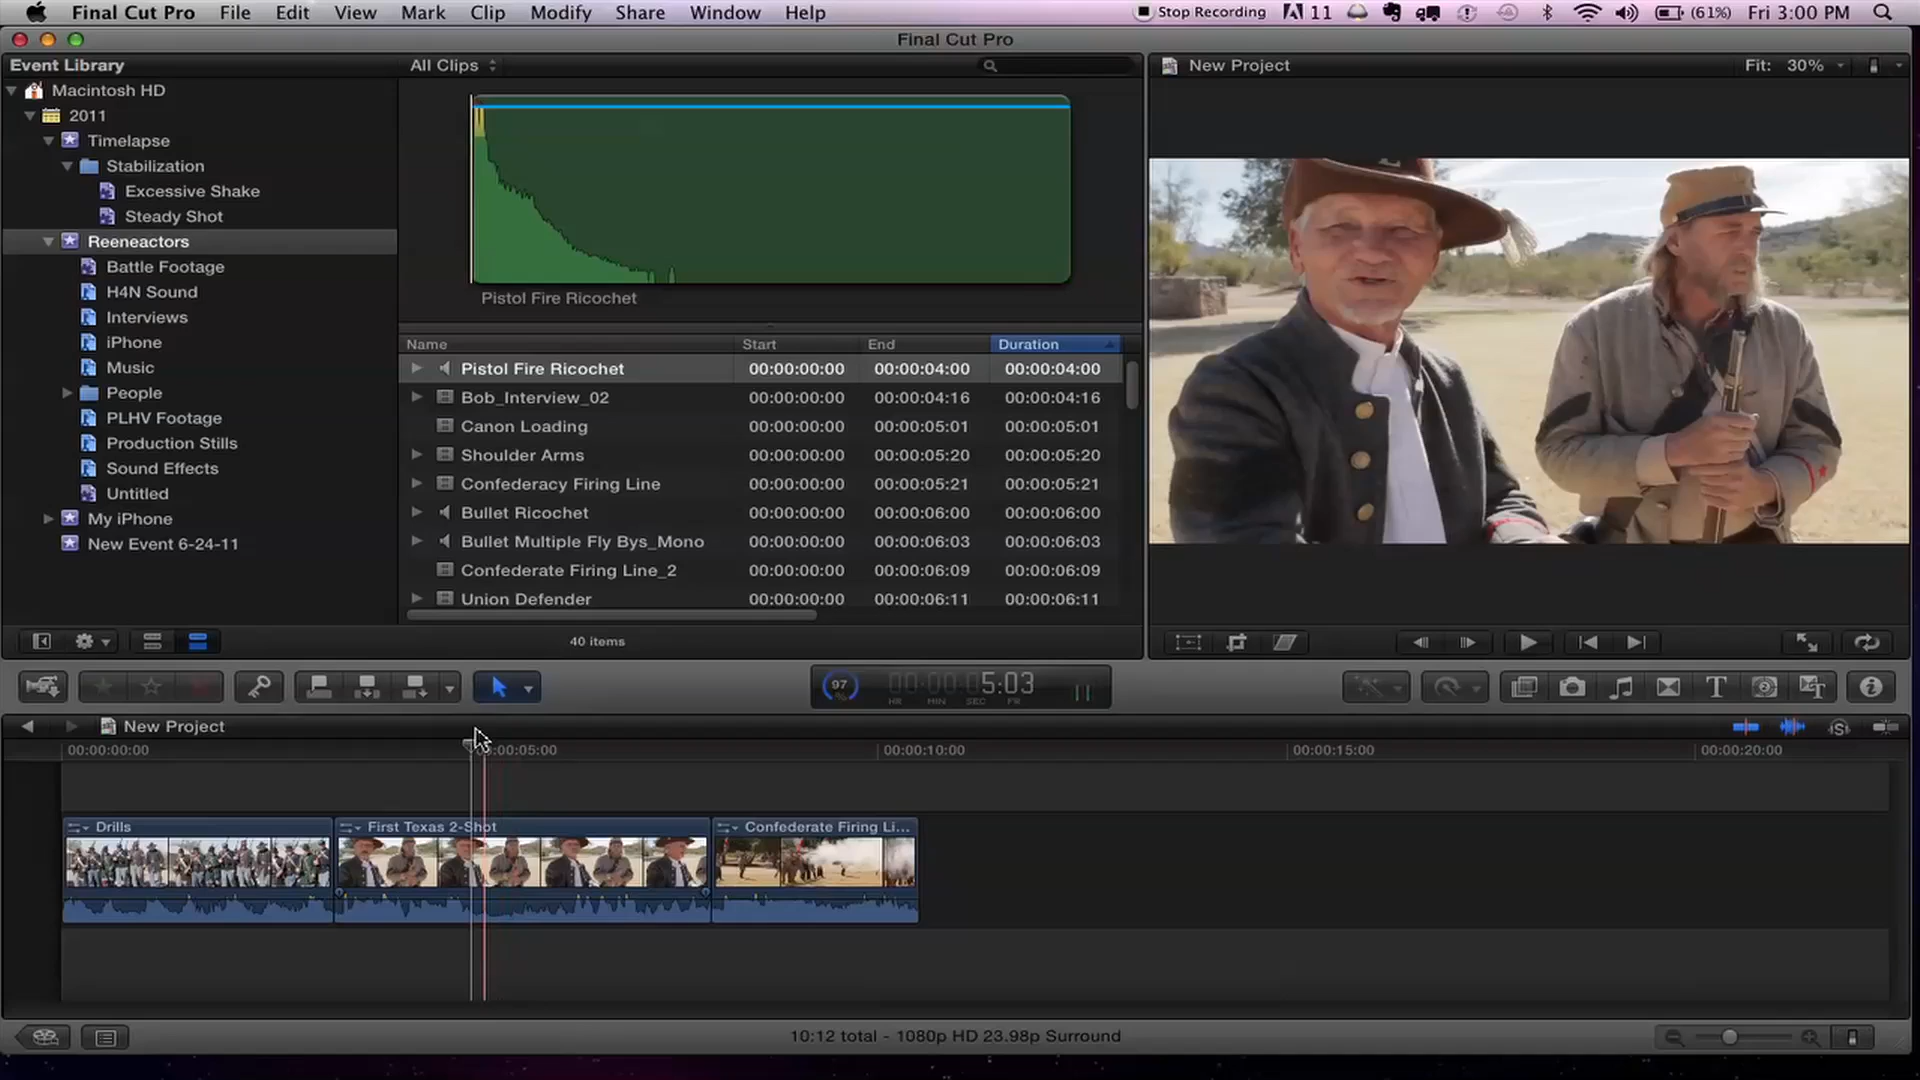 Final Cut Pro File Edit View Mark Clip Modify Share Window Help Stop Recording 11 (61%) Fri 3:00 PM
Final Cut Pro
Event Library
All Clips
New Project
Fit: 30%
Macintosh HD
2011
Timelapse
Stabilization
Excessive Shake
Steady Shot
Reeneactors
Battle Footage
H4N Sound
Interviews
iPhone
Music
People
PLHV Footage
Production Stills
Sound Effects
Untitled
My iPhone
New Event 6-24-11
Pistol Fire Ricochet
Name Start End Duration
Pistol Fire Ricochet 00:00:00:00 00:00:04:00 00:00:04:00
Bob_Interview_02 00:00:00:00 00:00:04:16 00:00:04:16
Canon Loading 00:00:00:00 00:00:05:01 00:00:05:01
Shoulder Arms 00:00:00:00 00:00:05:20 00:00:05:20
Confederacy Firing Line 00:00:00:00 00:00:05:21 00:00:05:21
Bullet Ricochet 00:00:00:00 00:00:06:00 00:00:06:00
Bullet Multiple Fly Bys_Mono 00:00:00:00 00:00:06:03 00:00:06:03
Confederate Firing Line_2 00:00:00:00 00:00:06:09 00:00:06:09
Union Defender 00:00:00:00 00:00:06:11 00:00:06:11
40 items
97 % 00:00:05:03
HR MIN SEC FR
New Project
00:00:00:00 :00:05:00 00:00:10:00 00:00:15:00 00:00:20:00
Drills First Texas 2-Shot Confederate Firing Li...
10:12 total - 1080p HD 23.98p Surround